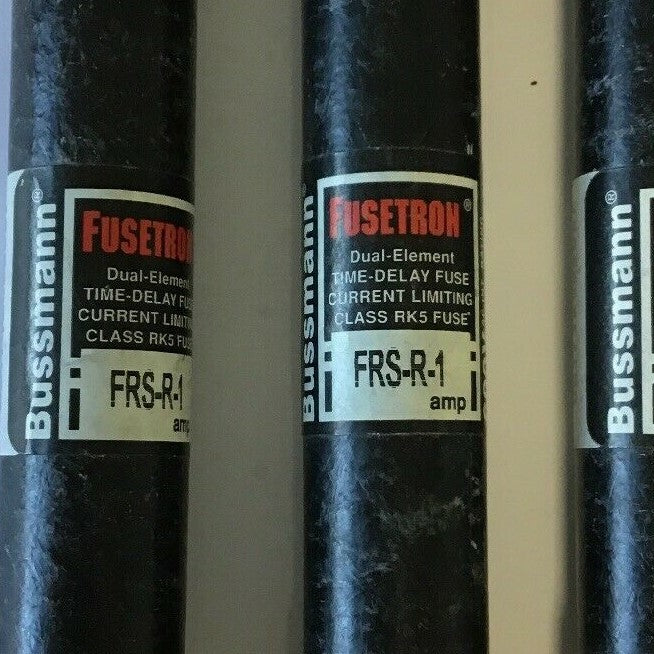 Bussmann®
FUSETRON
Dual-Element
TIME-DELAY FUSE
CURRENT LIMITING
CLASS RK5 FUSE
FRS-R-1
amp
Bussmann
FUSETRON®
Dual-Element
TIME-DELAY FUSE
CURRENT LIMITING
CLASS RK5 FUSE
FRS-R-1
amp
Bussmann®